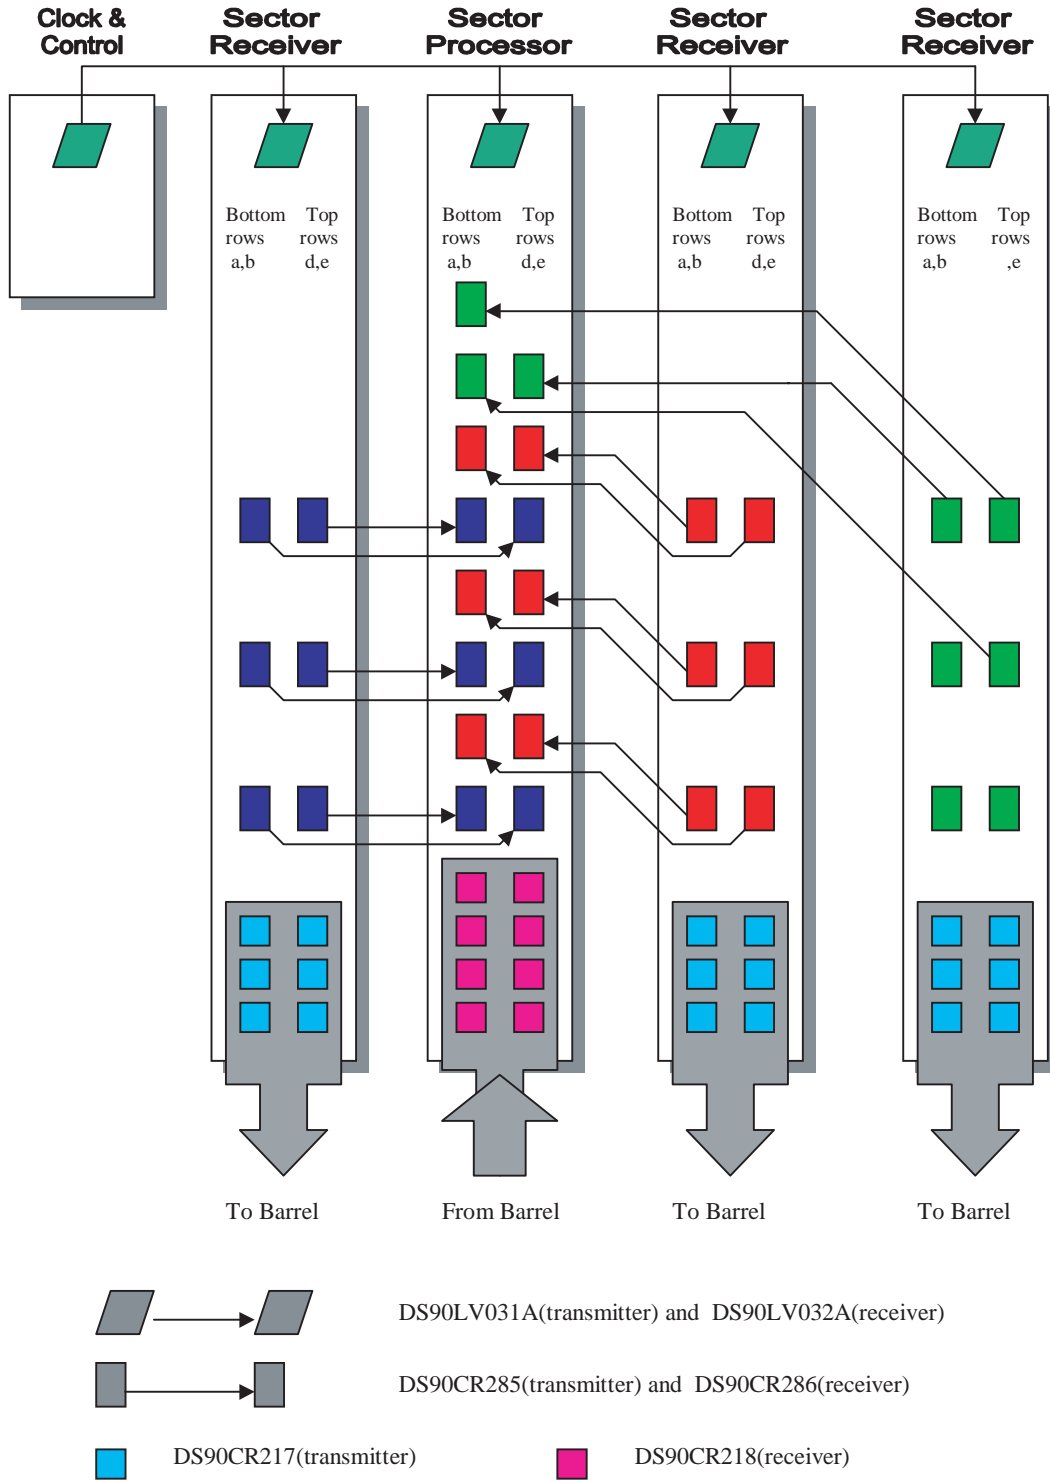 Clock &
Control
Sector
Receiver
Sector
Processor
Sector
Receiver
Sector
Receiver
Bottom Top
rows rows
a,b d,e
Bottom Top
rows rows
a,b d,e
Bottom Top
rows rows
a,b d,e
Bottom Top
rows rows
a,b ,e
To Barrel
From Barrel
To Barrel
To Barrel
DS90LV031A(transmitter) and DS90LV032A(receiver)
DS90CR285(transmitter) and DS90CR286(receiver)
DS90CR217(transmitter)
DS90CR218(receiver)